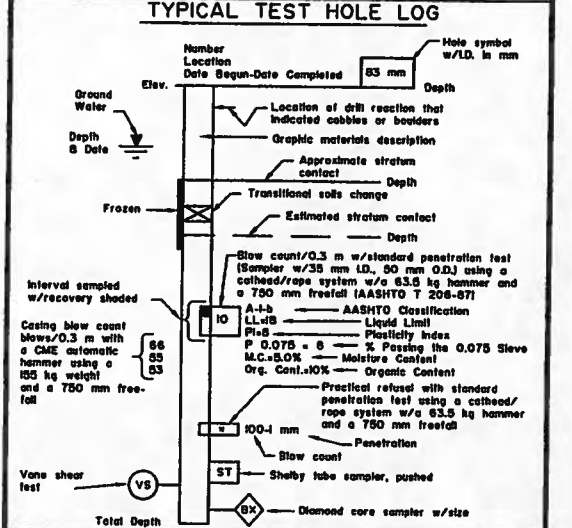 TYPICAL TEST HOLE LOG
Number
Location
Date Begun-Date Completed
83 mm
Hole symbol
w/I.D. in mm
Elev.
Depth
Ground
Water
Depth
& Date
Location of drill reaction that
indicated cobbles or boulders
Graphic materials description
Approximate stratum
contact
Depth
Frozen
Transitional soils change
Estimated stratum contact
Depth
Blow count/0.3 m w/standard penetration test
(Sampler w/35 mm I.D., 50 mm O.D.) using a
cathead/rope system w/a 63.5 kg hammer and
a 750 mm freefall (AASHTO T 206-87)
Interval sampled
w/recovery shaded
10
A-1-b
AASHTO Classification
LL=18
Liquid Limit
PI=6
Plasticity Index
P 0.075 = 6
% Passing the 0.075 Sieve
M.C.=5.0%
Moisture Content
Org. Cont.=10%
Organic Content
Casing blow count
blows/0.3 m with
a CME automatic
hammer using a
155 kg weight
and a 750 mm free-
fall
66
55
53
Practical refusal with standard
penetration test using a cathead/
rope system w/a 63.5 kg hammer
and a 750 mm freefall
100-1 mm
Penetration
Blow count
Vane shear
test
VS
ST
Shelby tube sampler, pushed
BX
Diamond core sampler w/size
Total Depth